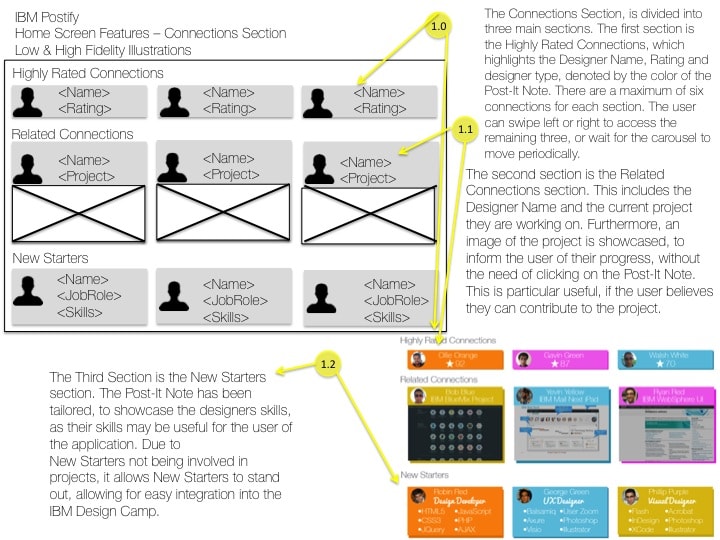 IBM Postify
Home Screen Features – Connections Section
Low & High Fidelity Illustrations
1.0
The Connections Section, is divided into
three main sections. The first section is
the Highly Rated Connections, which
highlights the Designer Name, Rating and
designer type, denoted by the color of the
Post-It Note. There are a maximum of six
connections for each section. The user
can swipe left or right to access the
remaining three, or wait for the carousel to
move periodically.
Highly Rated Connections
<Name>
<Rating>
<Name>
<Rating>
<Name>
<Rating>
1.1
Related Connections
<Name>
<Project>
<Name>
<Project>
<Name>
<Project>
The second section is the Related
Connections section. This includes the
Designer Name and the current project
they are working on. Furthermore, an
image of the project is showcased, to
inform the user of their progress, without
the need of clicking on the Post-It Note.
This is particular useful, if the user believes
they can contribute to the project.
New Starters
<Name>
<JobRole>
<Skills>
<Name>
<JobRole>
<Skills>
<Name>
<JobRole>
<Skills>
1.2
The Third Section is the New Starters
section. The Post-It Note has been
tailored, to showcase the designers skills,
as their skills may be useful for the user of
the application. Due to
New Starters not being involved in
projects, it allows New Starters to stand
out, allowing for easy integration into the
IBM Design Camp.
Highly Rated Connections
Ollie Orange
★92
Gavin Green
★87
Walsh White
★70
Related Connections
Bob Blue
IBM BlueMix Project
Yevin Yellow
IBM Mail Next iPad
Ryan Red
IBM WebSphere UI
New Starters
Robin Red
Design Developer
•HTML5 •JavaScript
•CSS3 •PHP
•JQuery •AJAX
George Green
UX Designer
•Balsamiq •User Zoom
•Axure •Photoshop
•Visio •Illustrator
Phillip Purple
Visual Designer
•Flash •Acrobat
•InDesign •Photoshop
•XCode •Illustrator